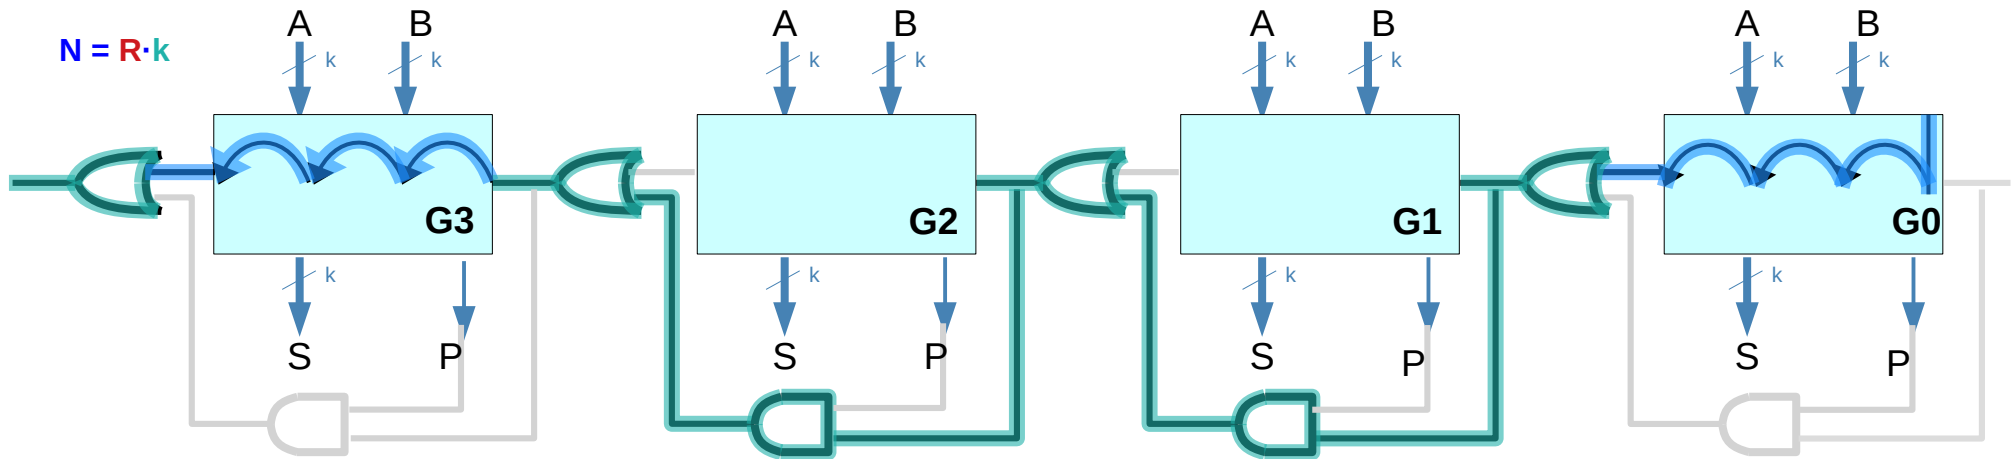 A B A B A B A B
N = R·k k k k k k k k k
G3 G2 G1 G0
k k k k
S P S P S P S P